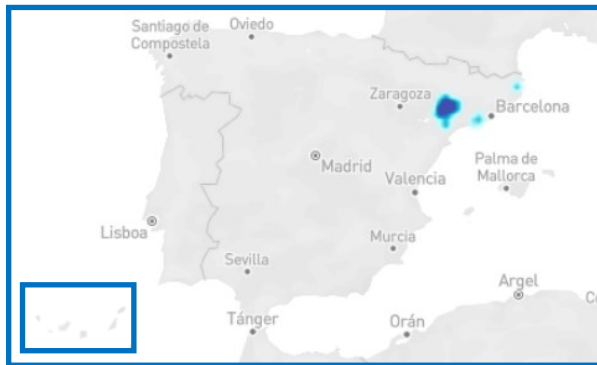 Santiago de
Compostela
Oviedo
Zaragoza
Barcelona
Madrid
Palma de
Mallorca
Valencia
Lisboa
Murcia
Sevilla
Argel
Tánger
Orán